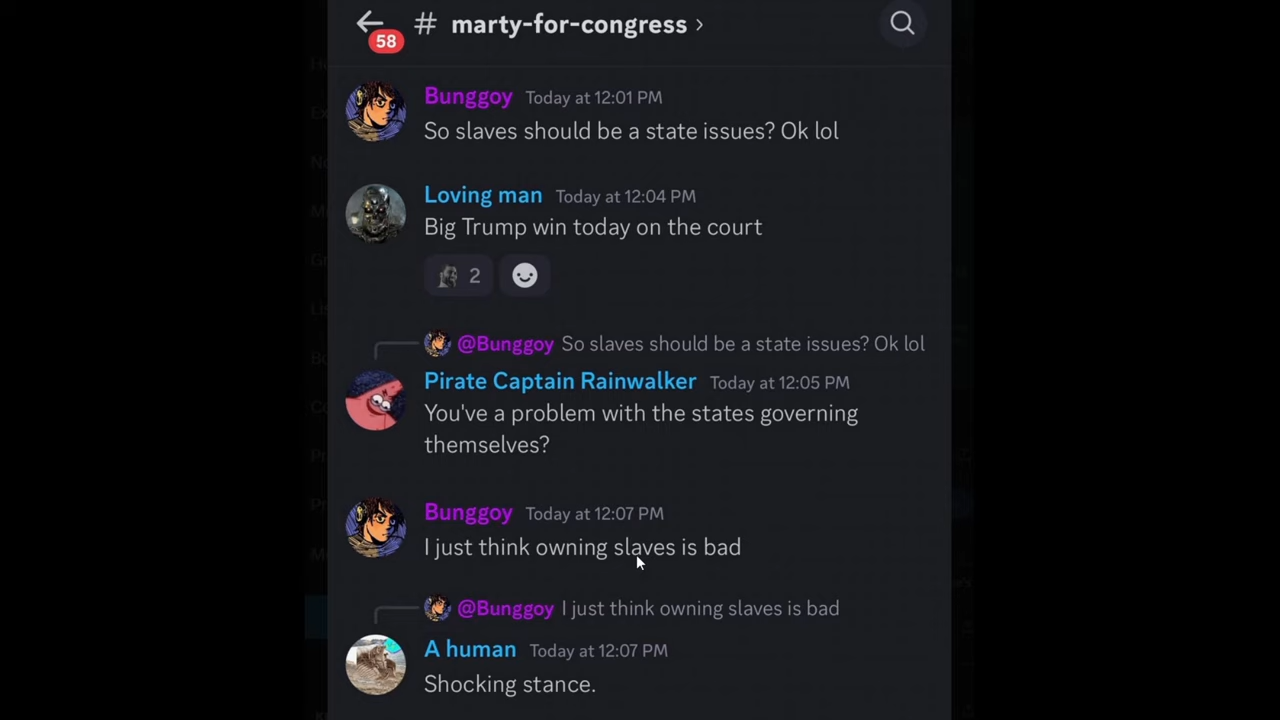 58
# marty-for-congress ›
Bunggoy Today at 12:01 PM
So slaves should be a state issues? Ok lol
Loving man Today at 12:04 PM
Big Trump win today on the court
2
@Bunggoy So slaves should be a state issues? Ok lol
Pirate Captain Rainwalker Today at 12:05 PM
You've a problem with the states governing
themselves?
Bunggoy Today at 12:07 PM
I just think owning slaves is bad
@Bunggoy I just think owning slaves is bad
A human Today at 12:07 PM
Shocking stance.